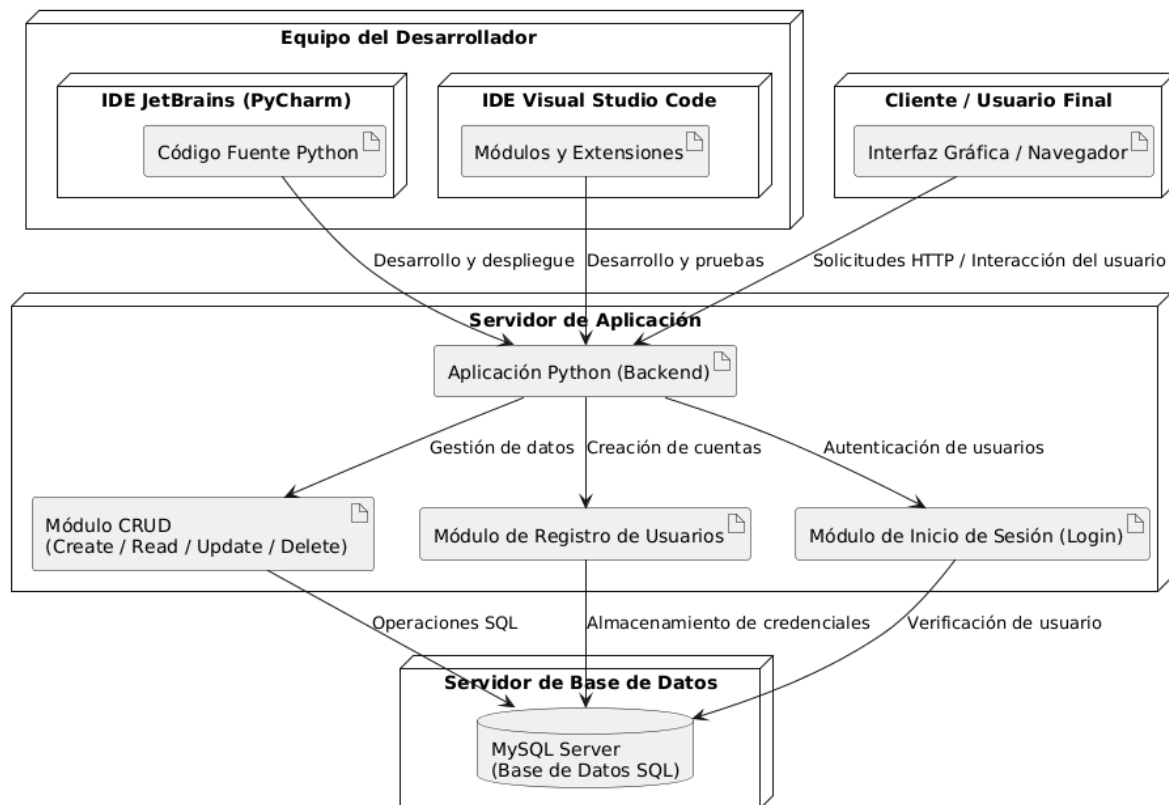 Equipo del Desarrollador
IDE JetBrains (PyCharm)
Código Fuente Python
IDE Visual Studio Code
Módulos y Extensiones
Cliente / Usuario Final
Interfaz Gráfica / Navegador
Desarrollo y despliegue
Desarrollo y pruebas
Solicitudes HTTP / Interacción del usuario
Servidor de Aplicación
Aplicación Python (Backend)
Gestión de datos
Creación de cuentas
Autenticación de usuarios
Módulo CRUD
(Create / Read / Update / Delete)
Módulo de Registro de Usuarios
Módulo de Inicio de Sesión (Login)
Operaciones SQL
Almacenamiento de credenciales
Verificación de usuario
Servidor de Base de Datos
MySQL Server
(Base de Datos SQL)